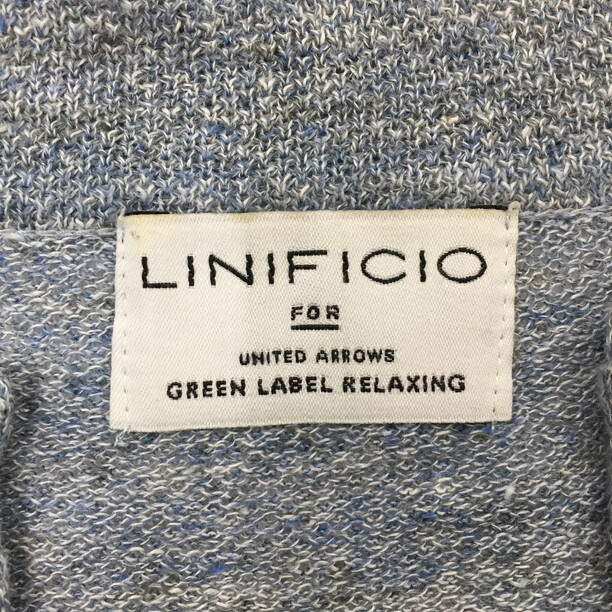 LINIFICIO
FOR
UNITED ARROWS
GREEN LABEL RELAXING